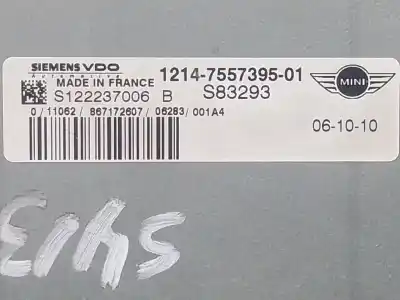 SIEMENS VDO
Automotive
MADE IN FRANCE
1214-7557395-01
MINI
S122237006 B S83293
0/11062/867172607/06283/001A4
06-10-10